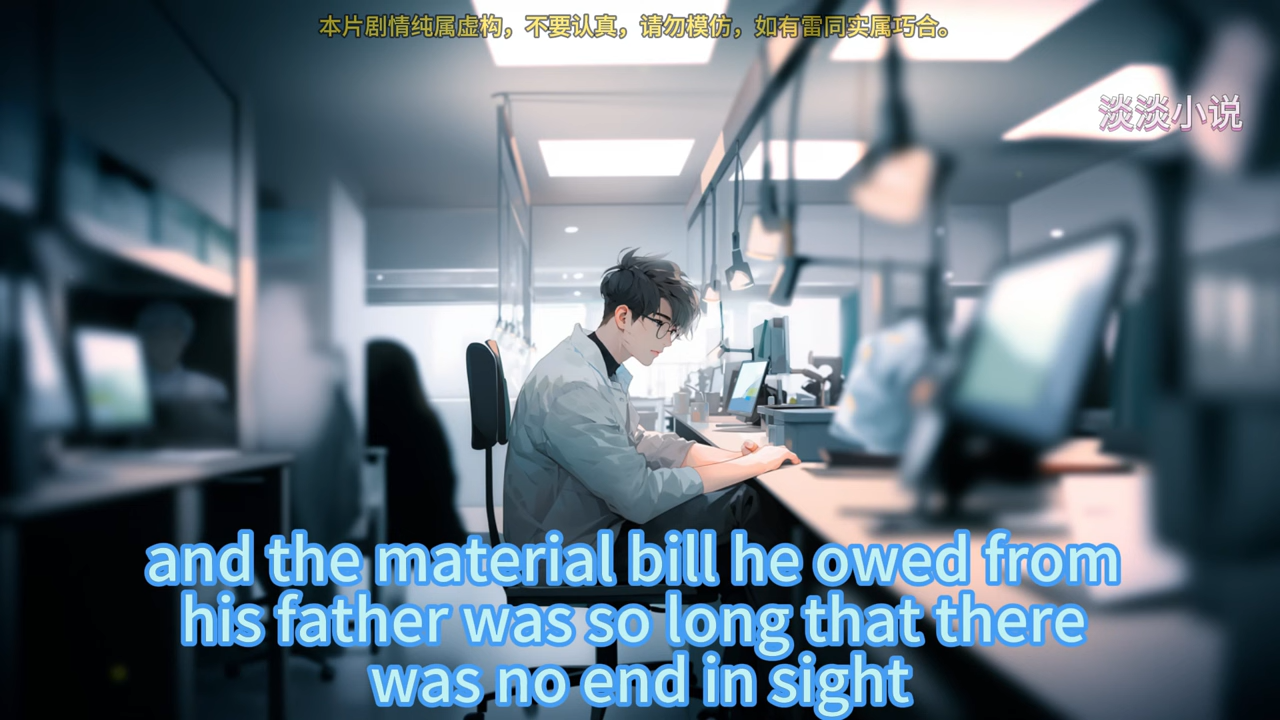 本片剧情纯属虚构，不要认真，请勿模仿，如有雷同实属巧合。
淡淡小说
and the material bill he owed from
his father was so long that there
was no end in sight